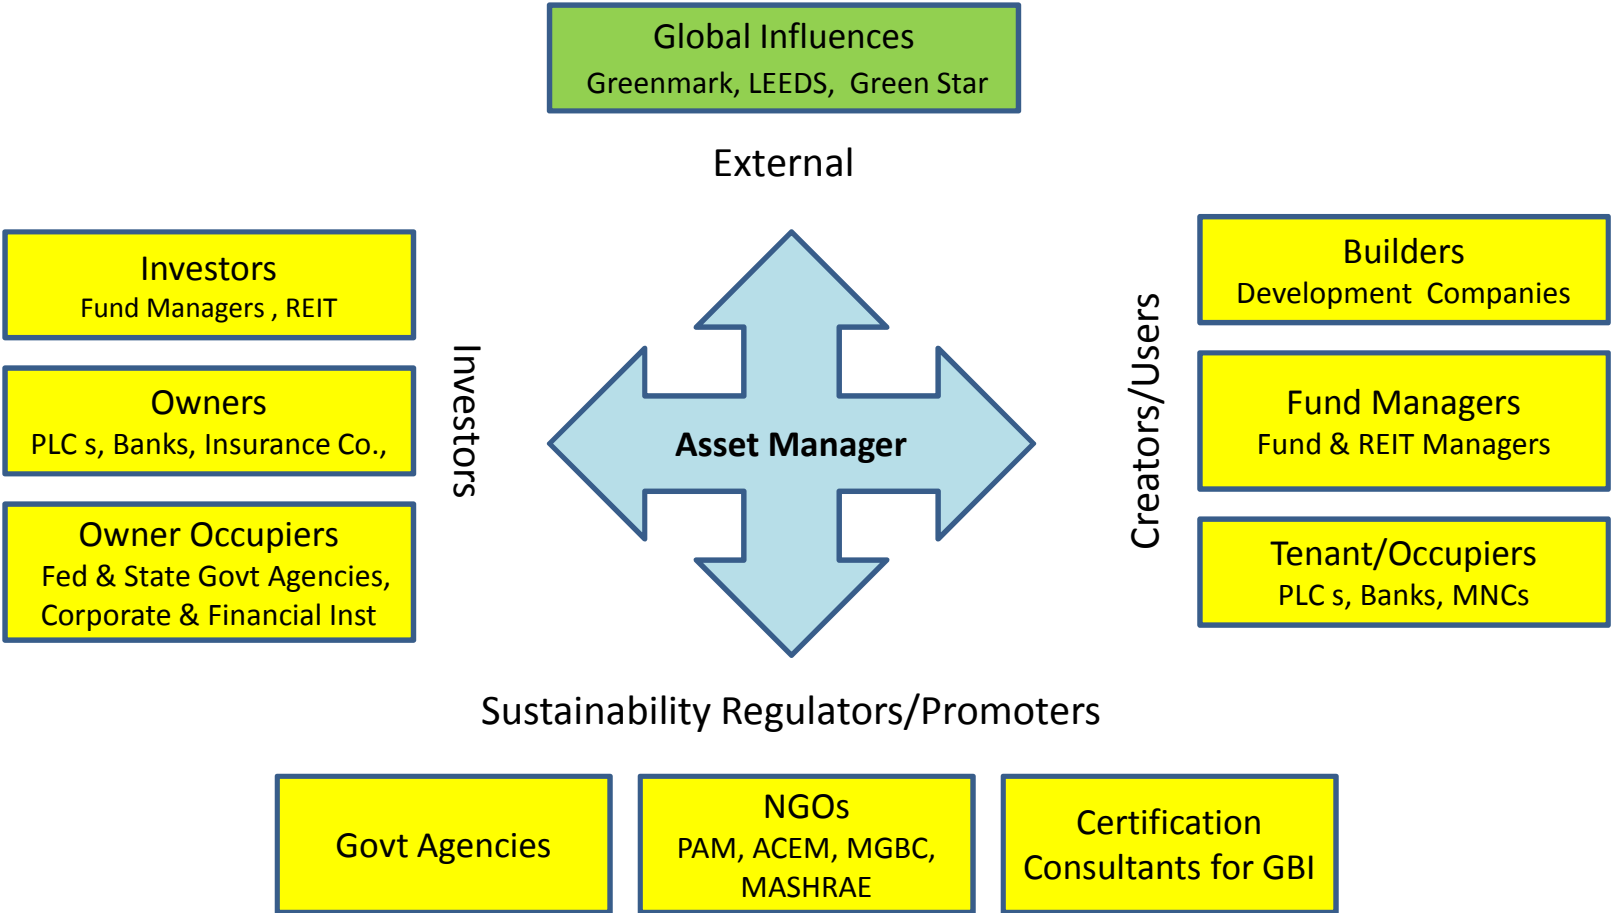 Global Influences
Greenmark, LEEDS, Green Star
External
Investors
Fund Managers , REIT
Owners
PLC s, Banks, Insurance Co.,
Owner Occupiers
Fed & State Govt Agencies,
Corporate & Financial Inst
Investors
Asset Manager
Creators/Users
Builders
Development Companies
Fund Managers
Fund & REIT Managers
Tenant/Occupiers
PLC s, Banks, MNCs
Sustainability Regulators/Promoters
Govt Agencies
NGOs
PAM, ACEM, MGBC,
MASHRAE
Certification
Consultants for GBI